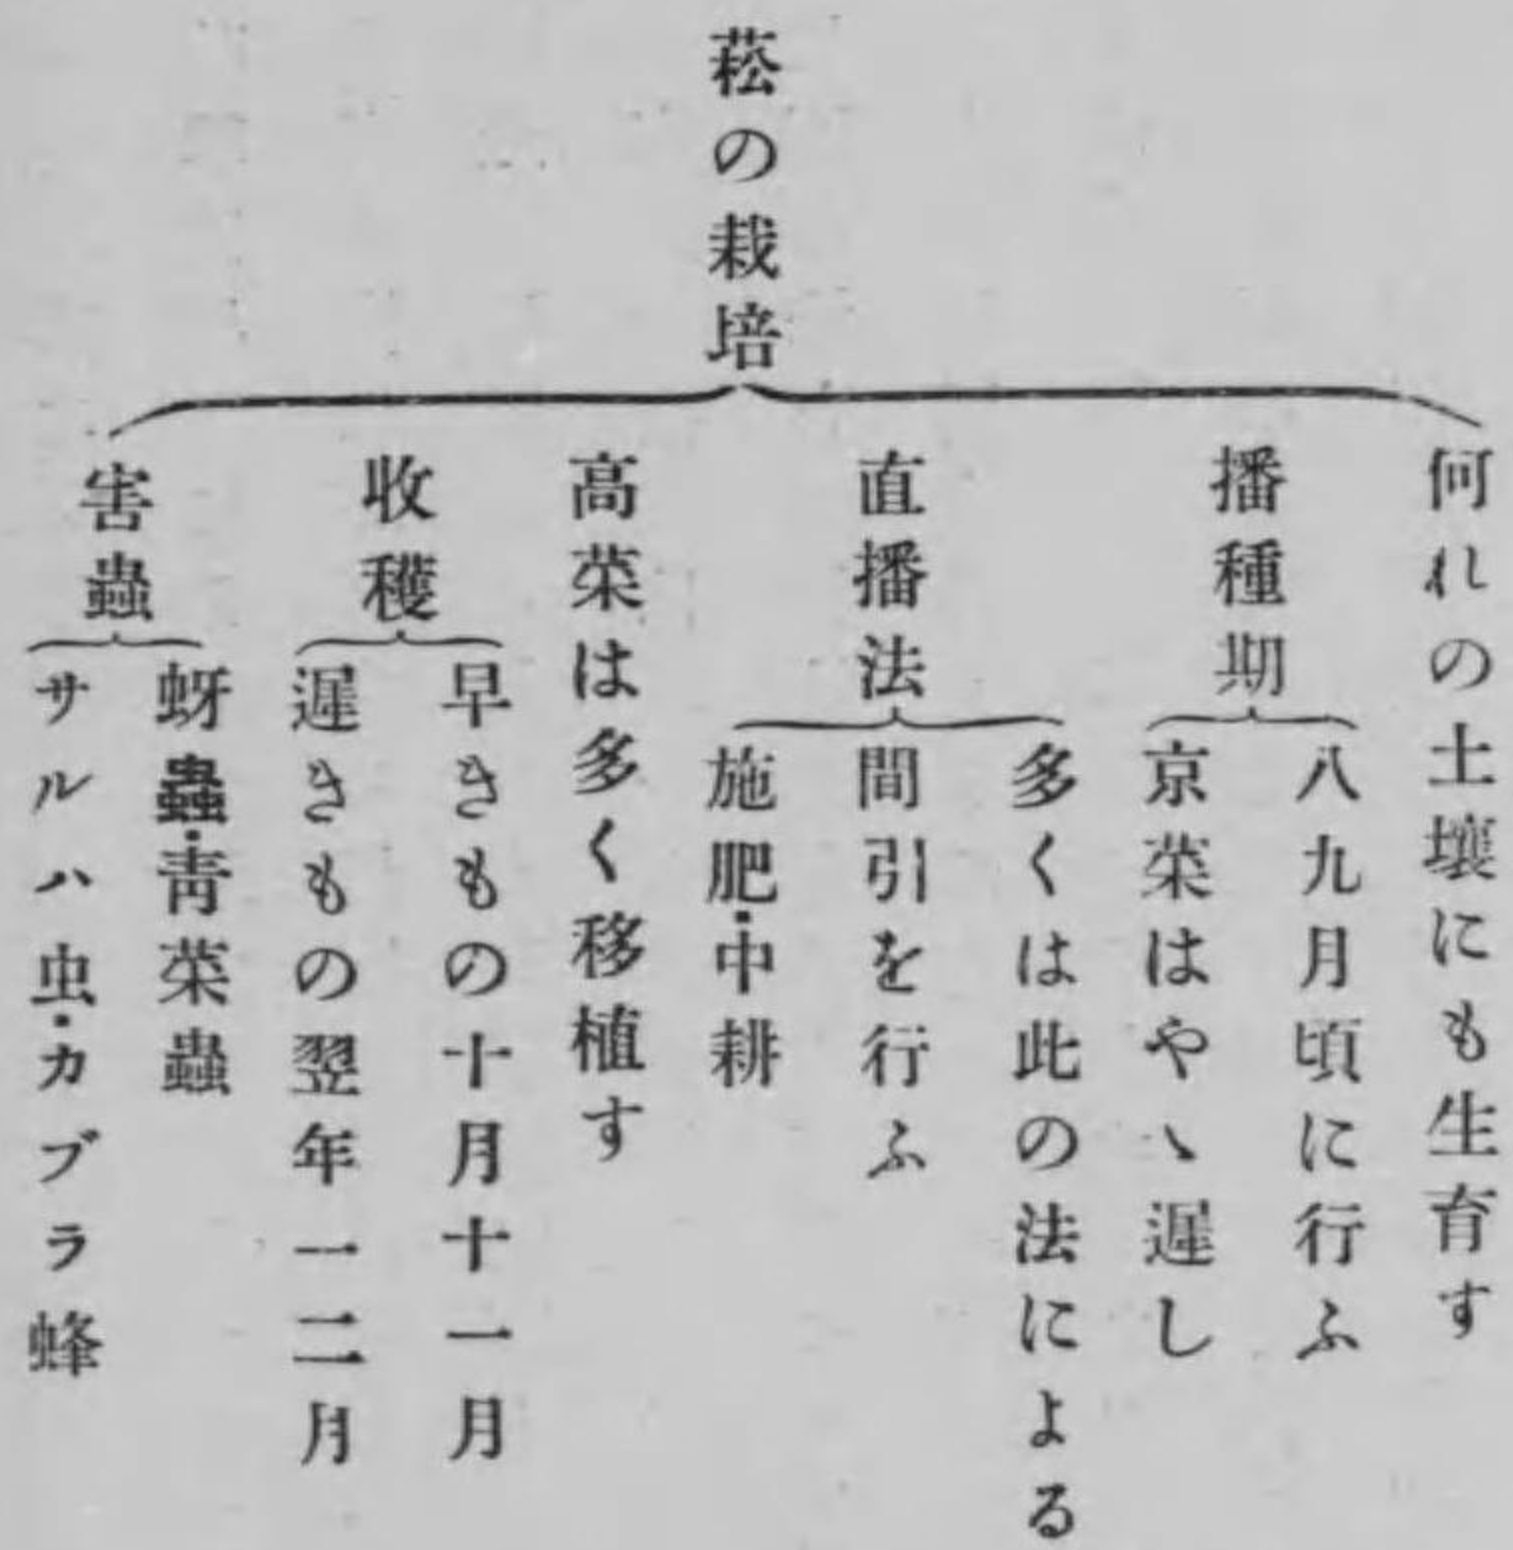 菘の栽培
何れの土壤にも生育す
播種期
八九月頃に行ふ
京菜はやゝ遲し
直播法
多くは此の法による
間引を行ふ
施肥・中耕
高菜は多く移植す
收穫
早きもの十月十一月
遲きもの翌年一二月
害蟲
蚜蟲・靑菜蟲
サルハ虫・カブラ蜂